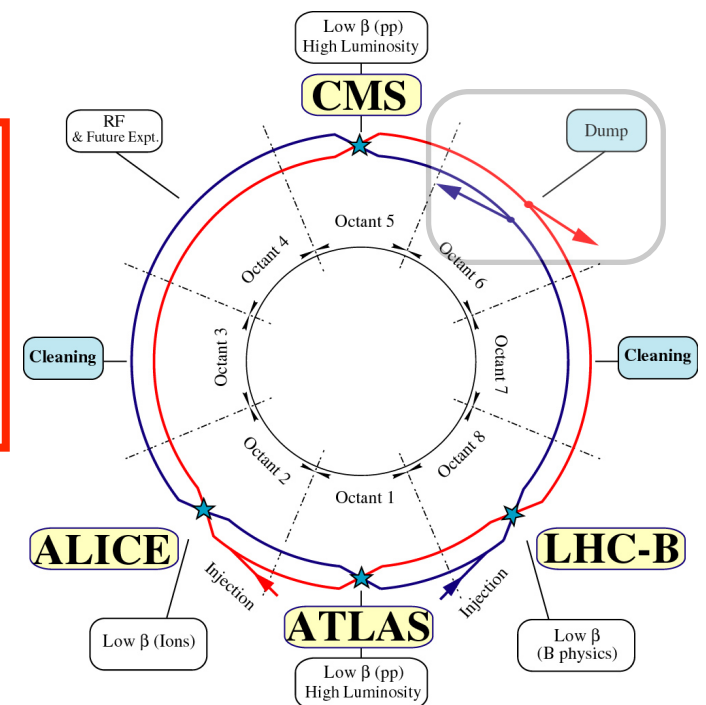 Low β (pp)
High Luminosity
CMS
RF
& Future Expt.
Dump
Octant 5
Octant 4
Octant 6
Cleaning
Octant 3
Octant 7
Cleaning
Octant 2
Octant 8
Octant 1
ALICE
LHC-B
Injection
Injection
ATLAS
Low β (Ions)
Low β
(B physics)
Low β (pp)
High Luminosity